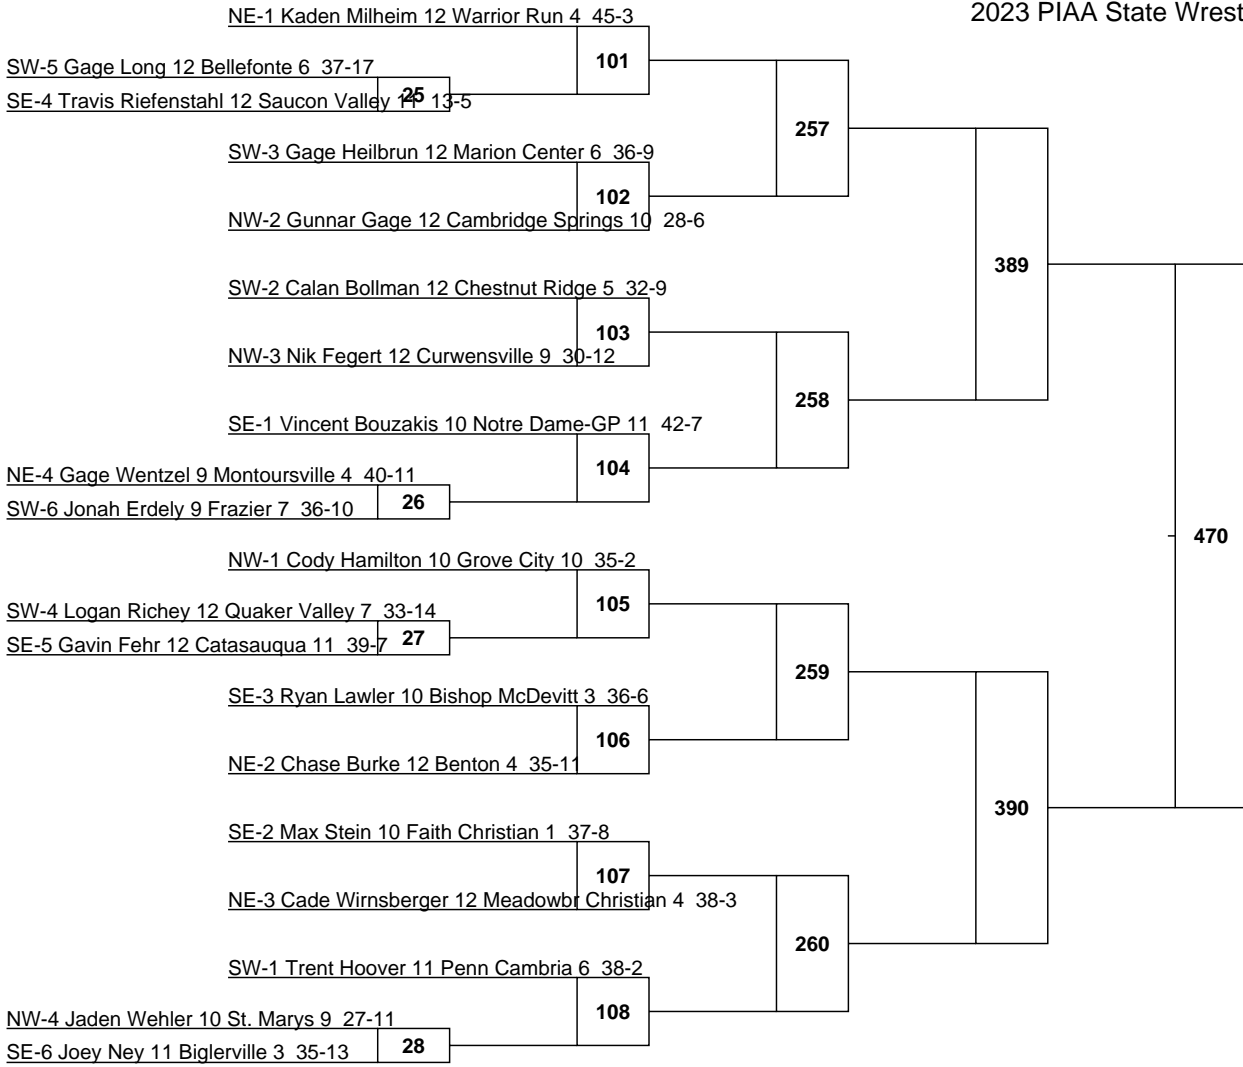 2023 PIAA State Wrest
NE-1 Kaden Milheim 12 Warrior Run 4 45-3
101
SW-5 Gage Long 12 Bellefonte 6 37-17
25
SE-4 Travis Riefenstahl 12 Saucon Valley 11 13-5
257
SW-3 Gage Heilbrun 12 Marion Center 6 36-9
102
NW-2 Gunnar Gage 12 Cambridge Springs 10 28-6
389
SW-2 Calan Bollman 12 Chestnut Ridge 5 32-9
103
NW-3 Nik Fegert 12 Curwensville 9 30-12
258
SE-1 Vincent Bouzakis 10 Notre Dame-GP 11 42-7
104
NE-4 Gage Wentzel 9 Montoursville 4 40-11
26
SW-6 Jonah Erdely 9 Frazier 7 36-10
470
NW-1 Cody Hamilton 10 Grove City 10 35-2
105
SW-4 Logan Richey 12 Quaker Valley 7 33-14
27
SE-5 Gavin Fehr 12 Catasauqua 11 39-7
259
SE-3 Ryan Lawler 10 Bishop McDevitt 3 36-6
106
NE-2 Chase Burke 12 Benton 4 35-11
390
SE-2 Max Stein 10 Faith Christian 1 37-8
107
NE-3 Cade Wirnsberger 12 Meadowbr Christian 4 38-3
260
SW-1 Trent Hoover 11 Penn Cambria 6 38-2
108
NW-4 Jaden Wehler 10 St. Marys 9 27-11
28
SE-6 Joey Ney 11 Biglerville 3 35-13